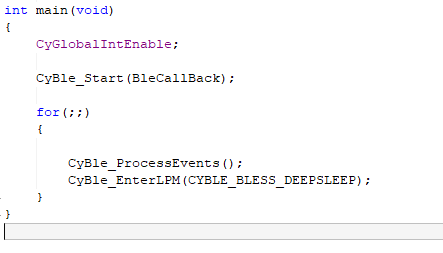 int main(void)
{
    CyGlobalIntEnable;
    CyBle_Start(BleCallBack);
    for(;;)
    {
        CyBle_ProcessEvents();
        CyBle_EnterLPM(CYBLE_BLESS_DEEPSLEEP);
    }
}